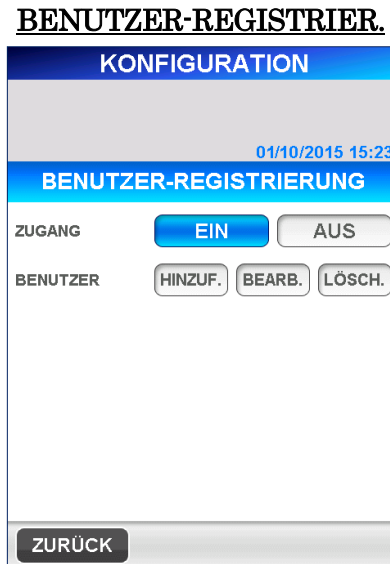 BENUTZER-REGISTRIER.
KONFIGURATION
01/10/2015 15:23
BENUTZER-REGISTRIERUNG
ZUGANG EIN AUS
BENUTZER HINZUF. BEARB. LÖSCH.
ZURÜCK